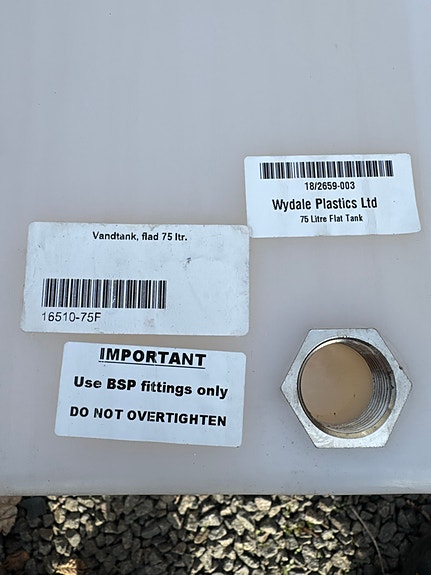 18/2659-003
Wydale Plastics Ltd
75 Litre Flat Tank
Vandtank, flad 75 ltr.
16510-75F
IMPORTANT
Use BSP fittings only
DO NOT OVERTIGHTEN